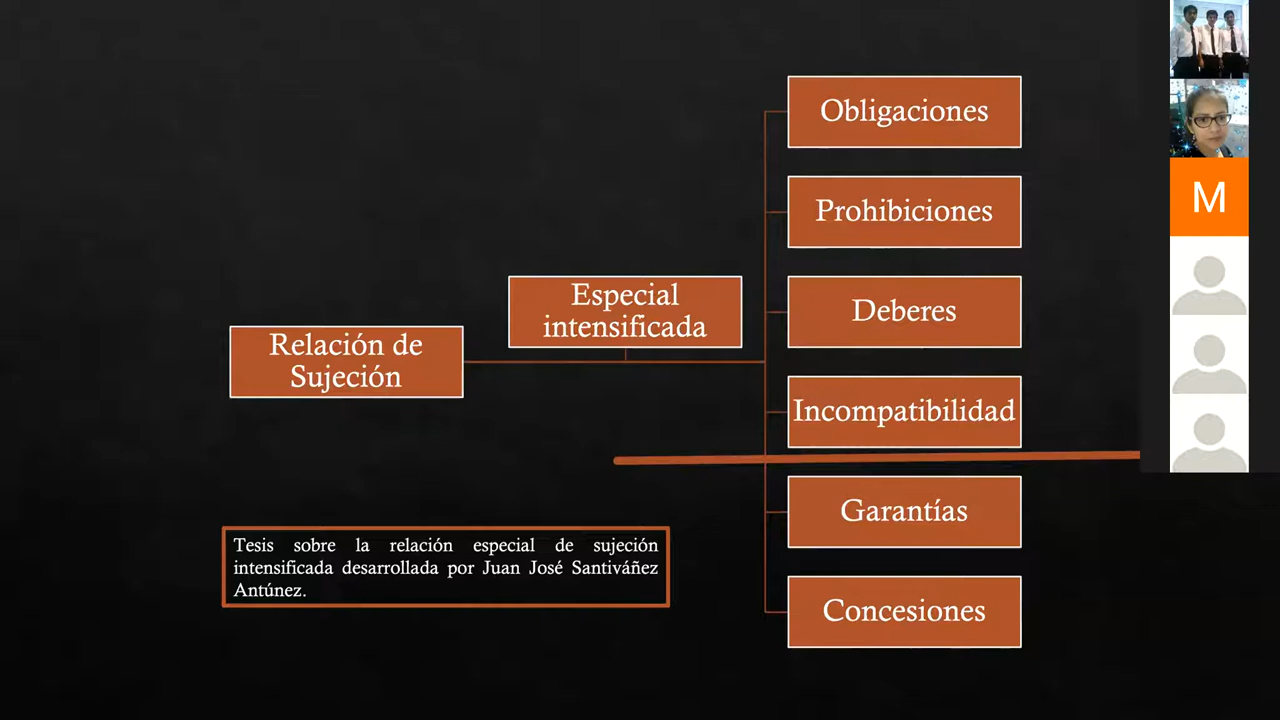 Obligaciones
Prohibiciones
Especial
intensificada
Deberes
Relación de
Sujeción
Incompatibilidad
Garantías
Tesis sobre la relación especial de sujeción
intensificada desarrollada por Juan José Santiváñez
Antúnez.
Concesiones
M